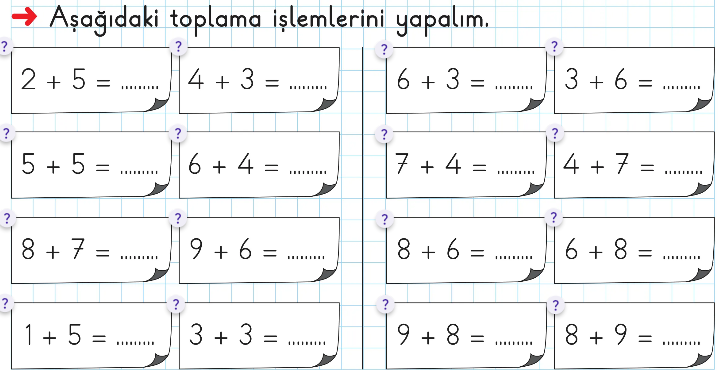 Aşağıdaki toplama işlemlerini yapalım.
? ? ? ?
2 + 5 = ......... 4 + 3 = ......... 6 + 3 = ......... 3 + 6 = .........
? ? ? ?
5 + 5 = ......... 6 + 4 = ......... 7 + 4 = ......... 4 + 7 = .........
? ? ? ?
8 + 7 = ......... 9 + 6 = ......... 8 + 6 = ......... 6 + 8 = .........
? ? ? ?
1 + 5 = ......... 3 + 3 = ......... 9 + 8 = ......... 8 + 9 = .........